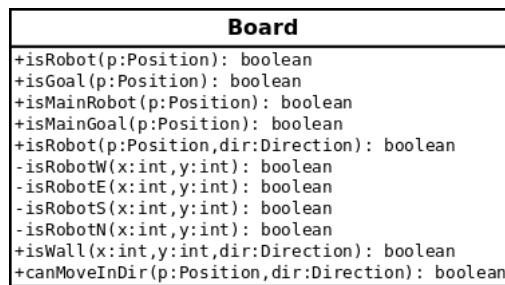 Board
+isRobot(p:Position): boolean
+isGoal(p:Position): boolean
+isMainRobot(p:Position): boolean
+isMainGoal(p:Position): boolean
+isRobot(p:Position,dir:Direction): boolean
-isRobotW(x:int,y:int): boolean
-isRobotE(x:int,y:int): boolean
-isRobotS(x:int,y:int): boolean
-isRobotN(x:int,y:int): boolean
+isWall(x:int,y:int,dir:Direction): boolean
+canMoveInDir(p:Position,dir:Direction): boolean